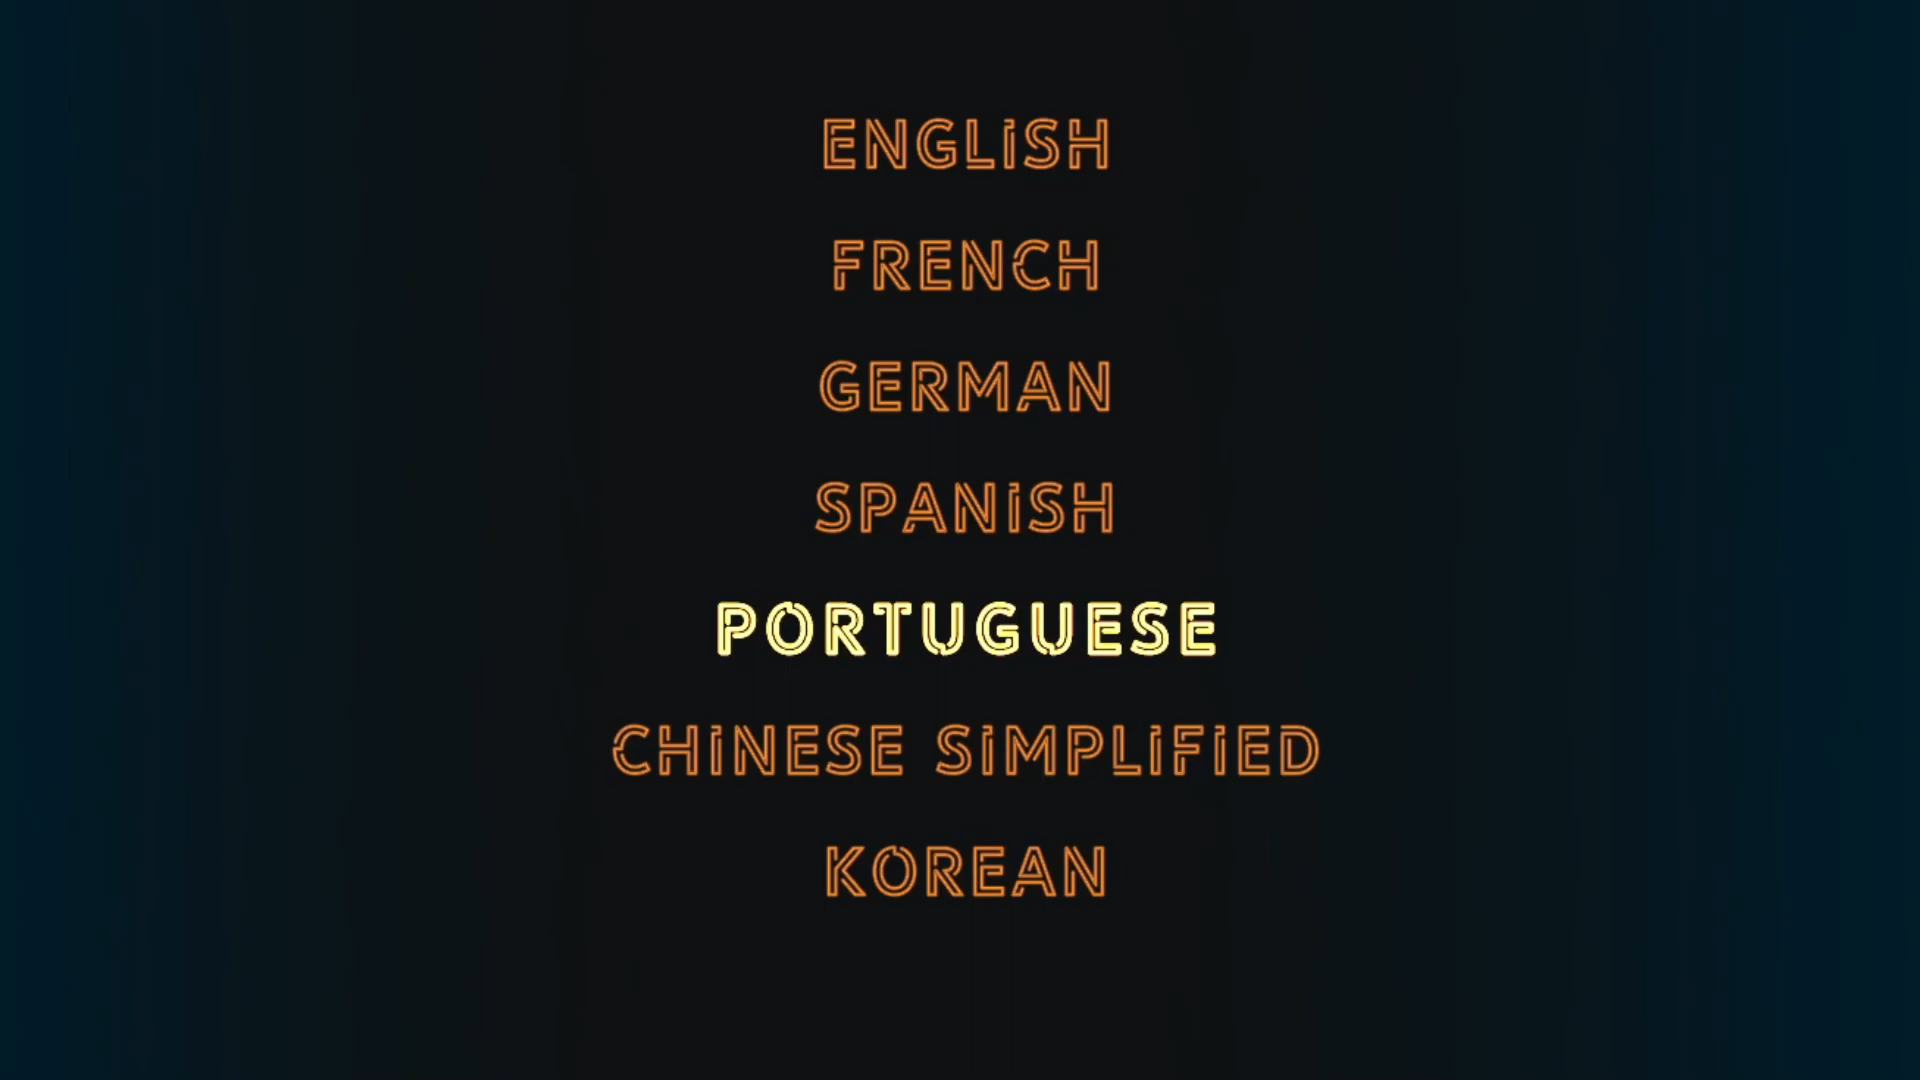 ENGLISH
FRENCH
GERMAN
SPANISH
PORTUGUESE
CHINESE SIMPLIFIED
KOREAN